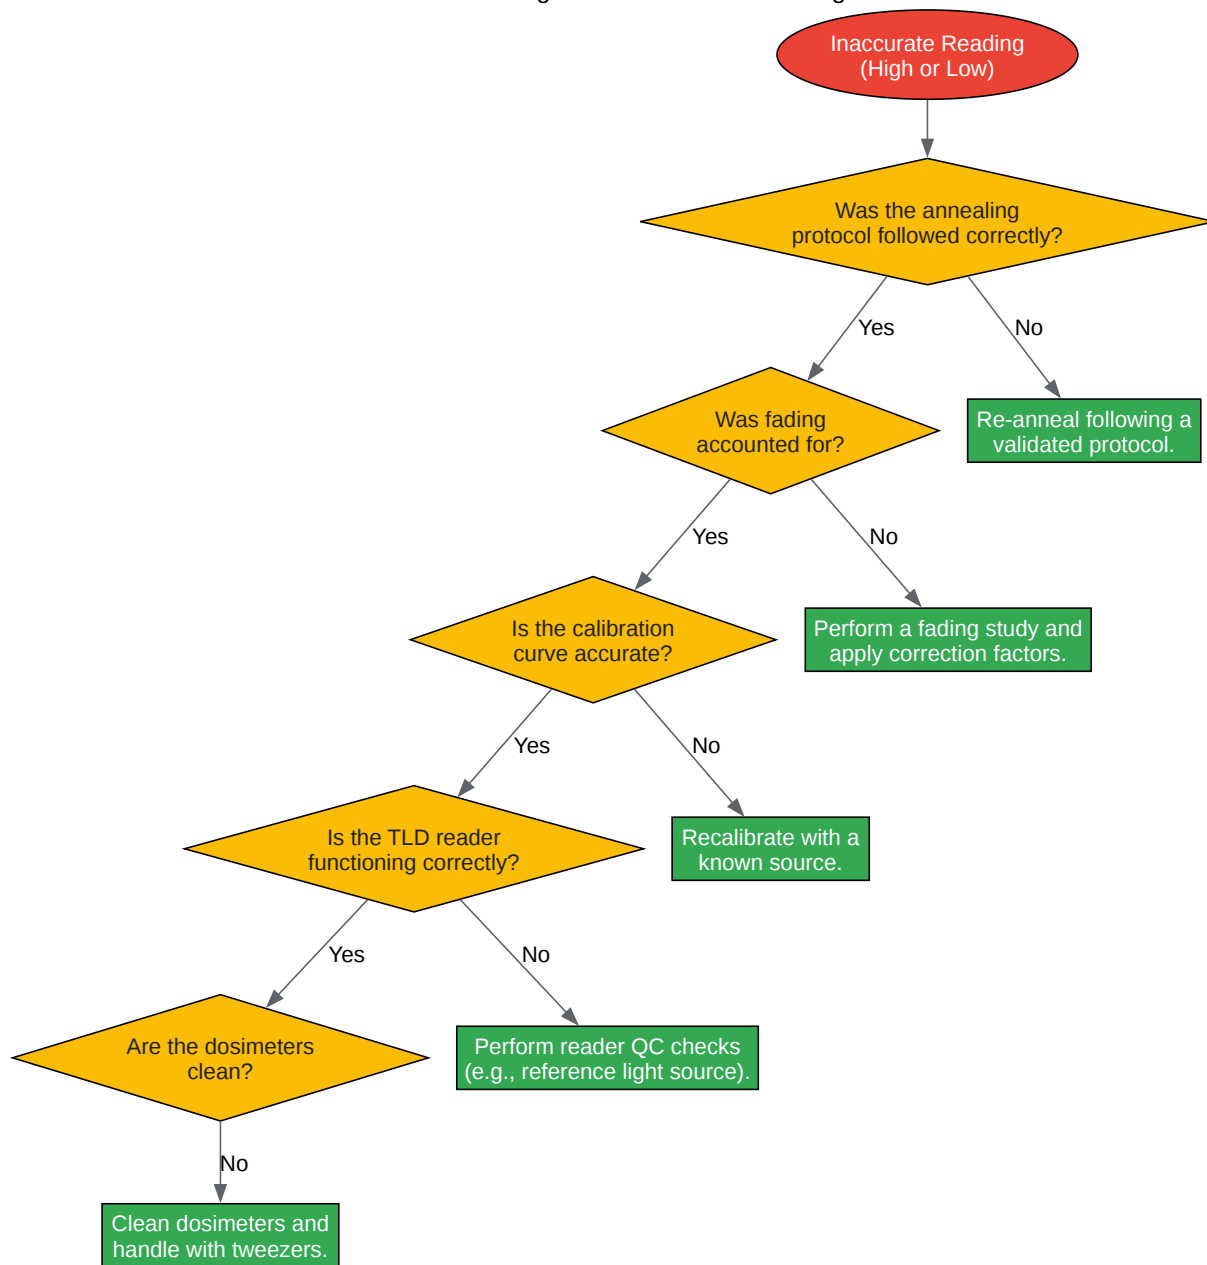 Inaccurate Reading
(High or Low)
Was the annealing
protocol followed correctly?
Yes
No
Was fading
accounted for?
Re-anneal following a
validated protocol.
Yes
No
Is the calibration
curve accurate?
Perform a fading study and
apply correction factors.
Yes
No
Is the TLD reader
functioning correctly?
Recalibrate with a
known source.
Yes
No
Are the dosimeters
clean?
Perform reader QC checks
(e.g., reference light source).
No
Clean dosimeters and
handle with tweezers.